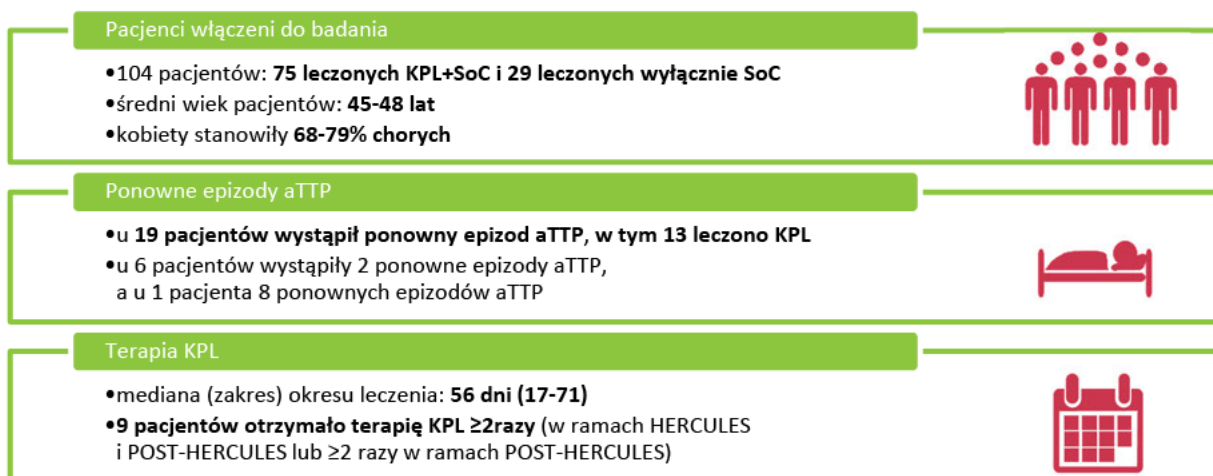 Pacjenci włączeni do badania
•104 pacjentów: 75 leczonych KPL+SoC i 29 leczonych wyłącznie SoC
•średni wiek pacjentów: 45-48 lat
•kobiety stanowiły 68-79% chorych
Ponowne epizody aTTP
•u 19 pacjentów wystąpił ponowny epizod aTTP, w tym 13 leczono KPL
•u 6 pacjentów wystąpiły 2 ponowne epizody aTTP,
a u 1 pacjenta 8 ponownych epizodów aTTP
Terapia KPL
•mediana (zakres) okresu leczenia: 56 dni (17-71)
•9 pacjentów otrzymało terapię KPL ≥2razy (w ramach HERCULES
i POST-HERCULES lub ≥2 razy w ramach POST-HERCULES)